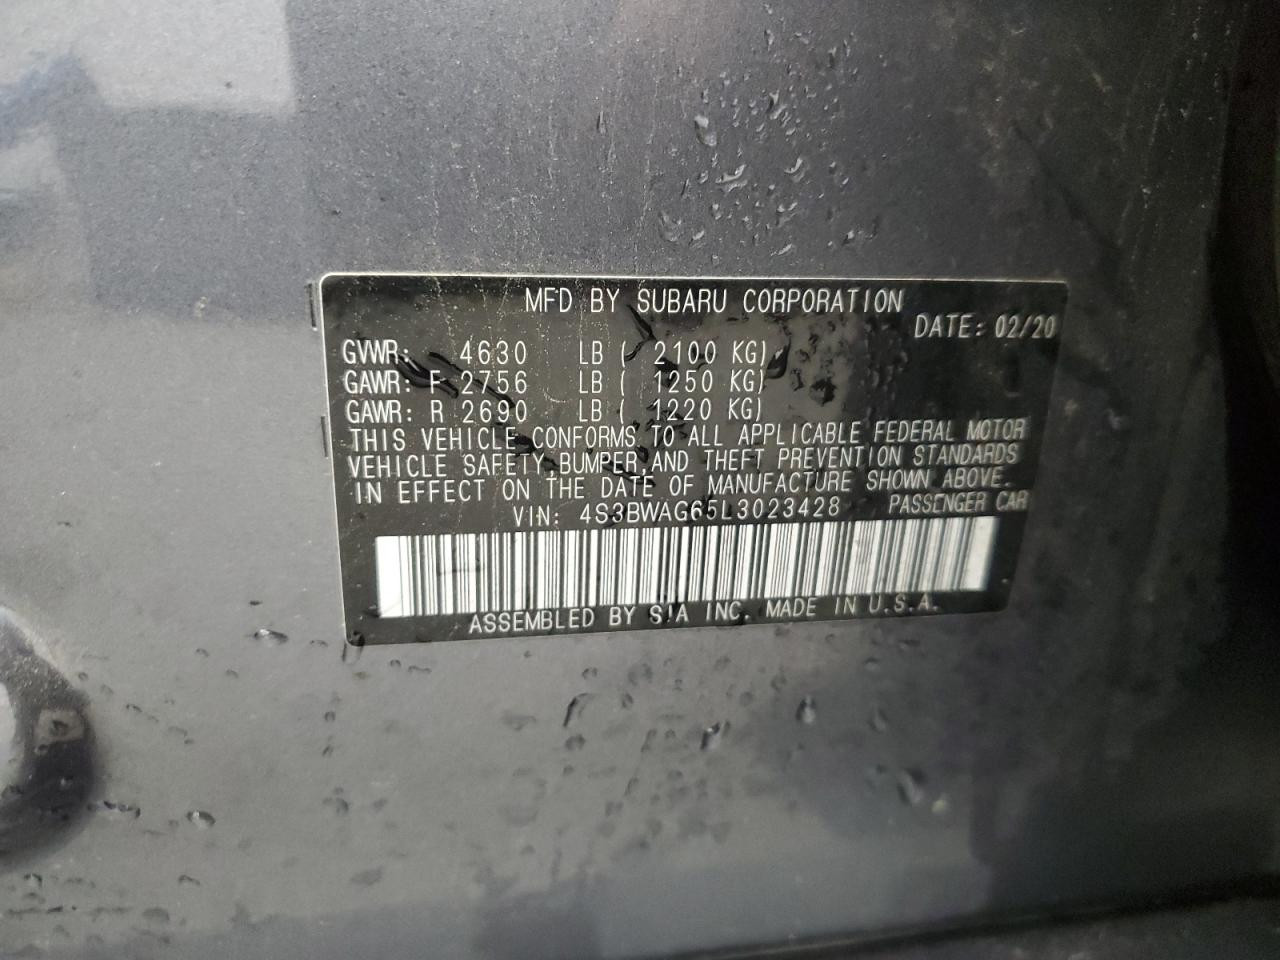 MFD BY SUBARU CORPORATION
DATE: 02/20
GVWR: 4630 LB ( 2100 KG)
GAWR: F 2756 LB ( 1250 KG)
GAWR: R 2690 LB ( 1220 KG)
THIS VEHICLE CONFORMS TO ALL APPLICABLE FEDERAL MOTOR
VEHICLE SAFETY,BUMPER,AND THEFT PREVENTION STANDARDS
IN EFFECT ON THE DATE OF MANUFACTURE SHOWN ABOVE.
VIN: 4S3BWAG65L3023428 PASSENGER CAR
ASSEMBLED BY SIA INC. MADE IN U.S.A.